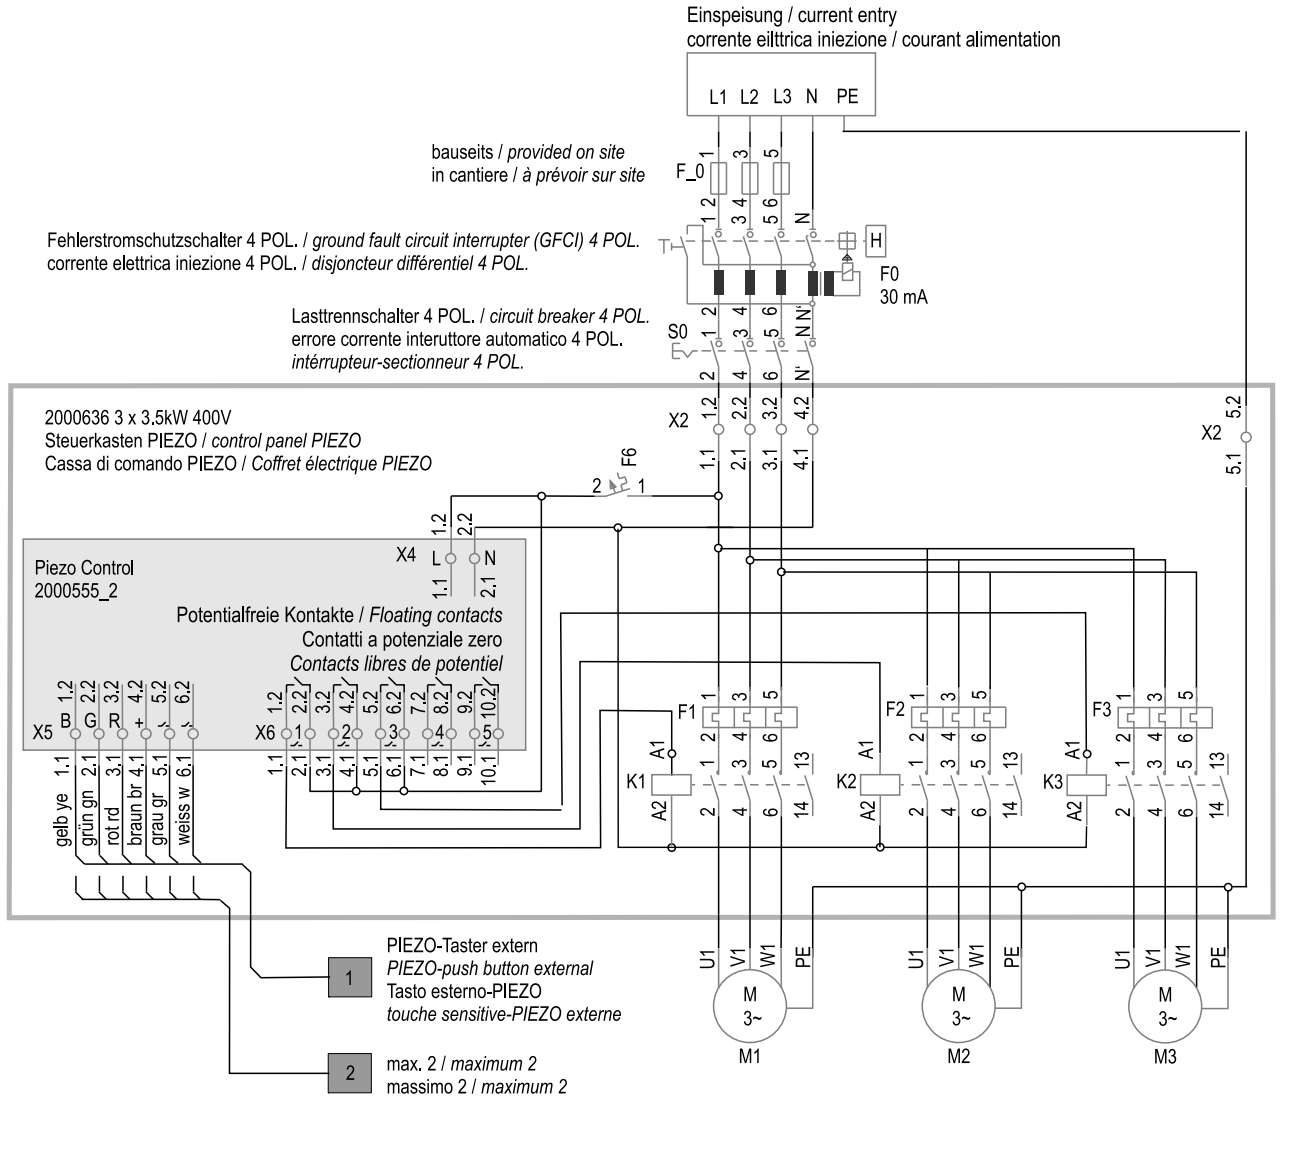 Einspeisung / current entry
corrente eilttrica iniezione / courant alimentation
L1 L2 L3 N PE
bauseits / provided on site
in cantiere / à prévoir sur site
F_0
1 3 5
2 4 6
1 3 5 N
Fehlerstromschutzschalter 4 POL. / ground fault circuit interrupter (GFCI) 4 POL.
corrente elettrica iniezione 4 POL. / disjoncteur différentiel 4 POL.
H
F0
30 mA
2 4 6 N'
Lasttrennschalter 4 POL. / circuit breaker 4 POL.
errore corrente interuttore automatico 4 POL.
intérrupteur-sectionneur 4 POL.
S0
1 3 5 N
2 4 6 N'
2000636 3 x 3.5kW 400V
Steuerkasten PIEZO / control panel PIEZO
Cassa di comando PIEZO / Coffret électrique PIEZO
X2
1.2 2.2 3.2 4.2
1.1 2.1 3.1 4.1
X2
5.2
5.1
F6
2 1
Piezo Control
2000555_2
X4 L N
1.2 2.2
1.1 2.1
Potentialfreie Kontakte / Floating contacts
Contatti a potenziale zero
Contacts libres de potentiel
1.2 2.2 3.2 4.2 5.2 6.2
X5 B G R +
1.1 2.1 3.1 4.1 5.1 6.1
gelb ye
grün gn
rot rd
braun br
grau gr
weiss w
1.2 2.2 3.2 4.2 5.2 6.2 7.2 8.2 9.2 10.2
X6 1 2 3 4 5
1.1 2.1 3.1 4.1 5.1 6.1 7.1 8.1 9.1 10.1
F1
1 3 5
2 4 6
F2
1 3 5
2 4 6
F3
1 3 5
2 4 6
K1 A1 A2
1 3 5 13
2 4 6 14
K2 A1 A2
1 3 5 13
2 4 6 14
K3 A1 A2
1 3 5 13
2 4 6 14
U1 V1 W1 PE
U1 V1 W1 PE
U1 V1 W1 PE
M
3~
M1
M
3~
M2
M
3~
M3
1
PIEZO-Taster extern
PIEZO-push button external
Tasto esterno-PIEZO
touche sensitive-PIEZO externe
2
max. 2 / maximum 2
massimo 2 / maximum 2